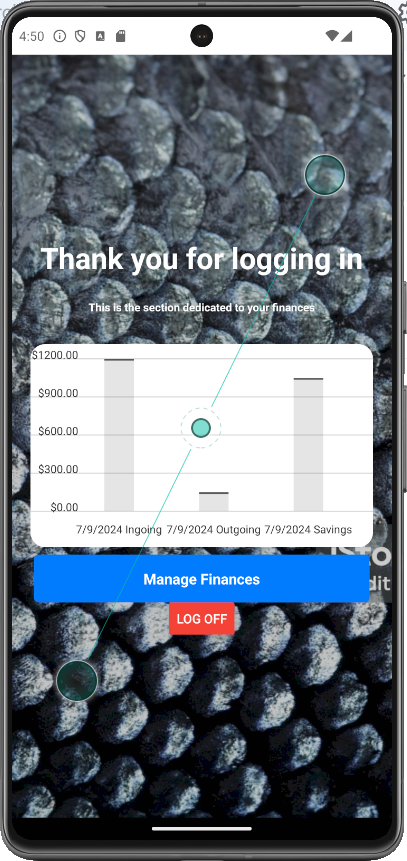 4:50
Thank you for logging in
This is the section dedicated to your finances
$1200.00
$900.00
$600.00
$300.00
$0.00
7/9/2024 Ingoing 7/9/2024 Outgoing 7/9/2024 Savings
iSto
Manage Finances
dit
LOG OFF